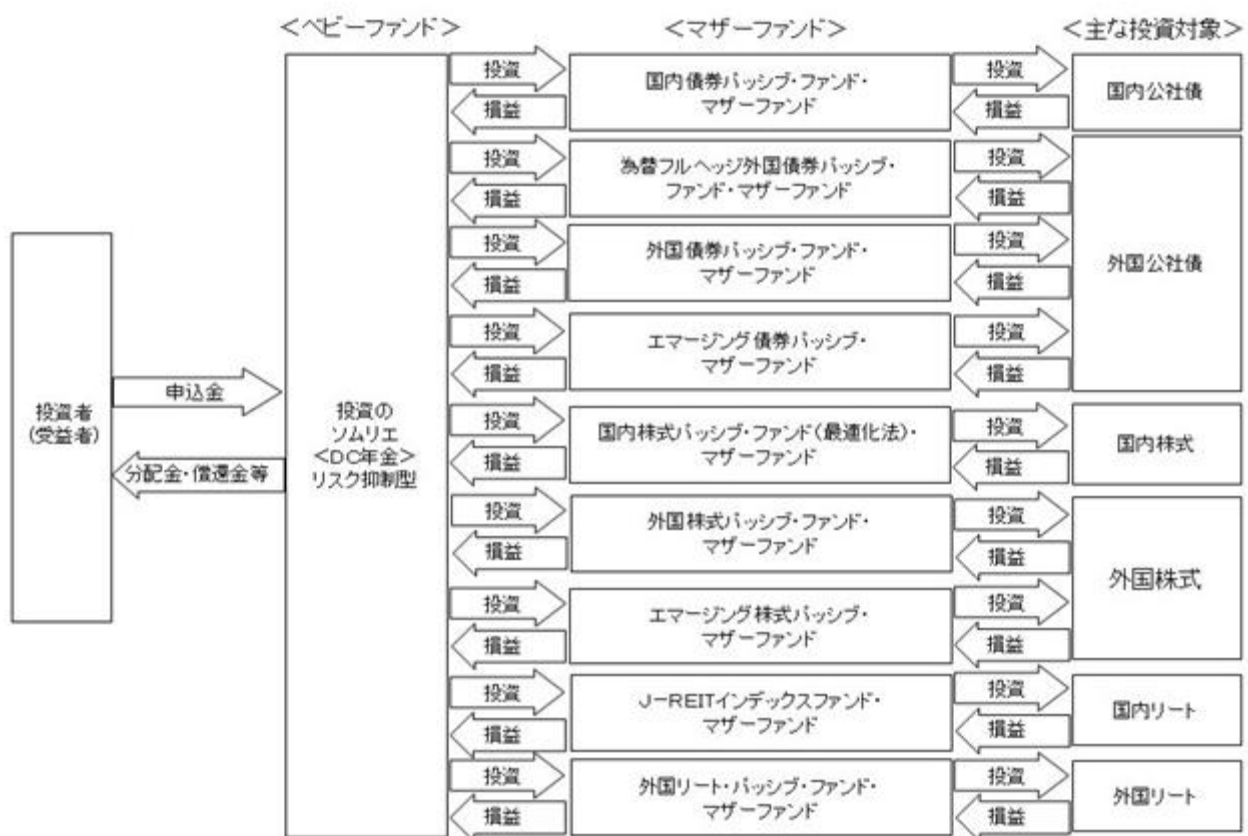 ＜ベビーファンド＞
＜マザーファンド＞
＜主な投資対象＞
投資者
(受益者)
申込金
分配金・償還金等
投資の
ソムリエ
＜DC年金＞
リスク抑制型
投資
損益
国内債券パッシブ・ファンド・
マザーファンド
投資
損益
国内公社債
投資
損益
為替フルヘッジ外国債券パッシブ・
ファンド・マザーファンド
投資
損益
投資
損益
外国債券パッシブ・ファンド・
マザーファンド
投資
損益
外国公社債
投資
損益
エマージング債券パッシブ・
マザーファンド
投資
損益
投資
損益
国内株式パッシブ・ファンド(最適化法)・
マザーファンド
投資
損益
国内株式
投資
損益
外国株式パッシブ・ファンド・
マザーファンド
投資
損益
外国株式
投資
損益
エマージング株式パッシブ・
マザーファンド
投資
損益
投資
損益
J－REITインデックスファンド・
マザーファンド
投資
損益
国内リート
投資
損益
外国リート・パッシブ・ファンド・
マザーファンド
投資
損益
外国リート